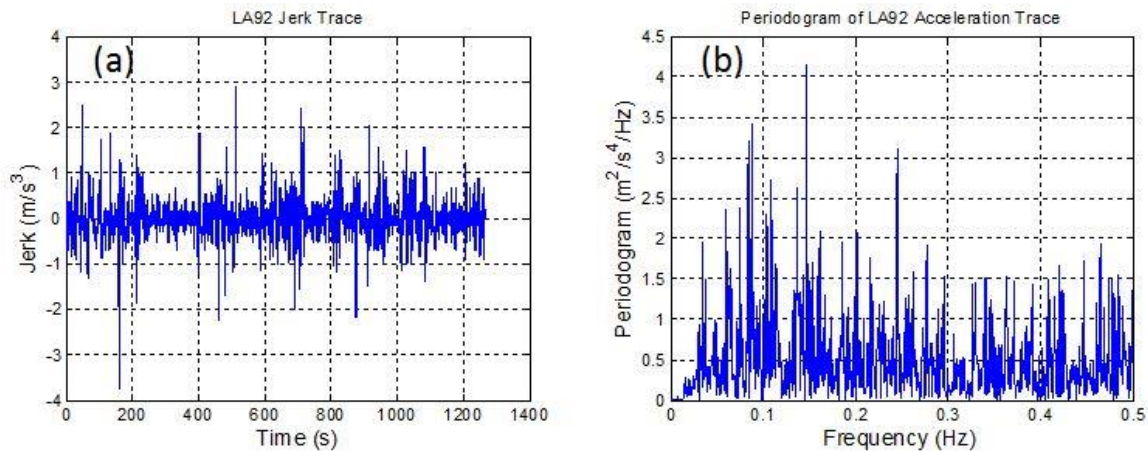 LA92 Jerk Trace
(a)
Jerk (m/s³)
4
3
2
1
0
-1
-2
-3
-4
0 200 400 600 800 1000 1200 1400
Time (s)
Periodogram of LA92 Acceleration Trace
(b)
Periodogram (m²/s⁴/Hz)
4.5
4
3.5
3
2.5
2
1.5
1
0.5
0
0 0.1 0.2 0.3 0.4 0.5
Frequency (Hz)